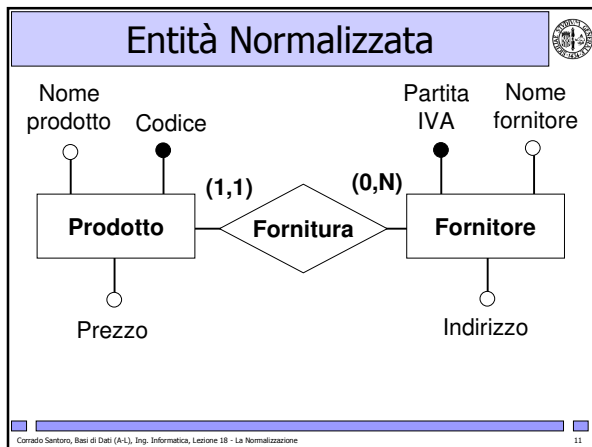 Entità Normalizzata
Nome
prodotto
Codice
Partita
IVA
Nome
fornitore
(1,1)
(0,N)
Prodotto
Fornitura
Fornitore
Prezzo
Indirizzo
Corrado Santoro, Basi di Dati (A-L), Ing. Informatica, Lezione 18 - La Normalizzazione
11